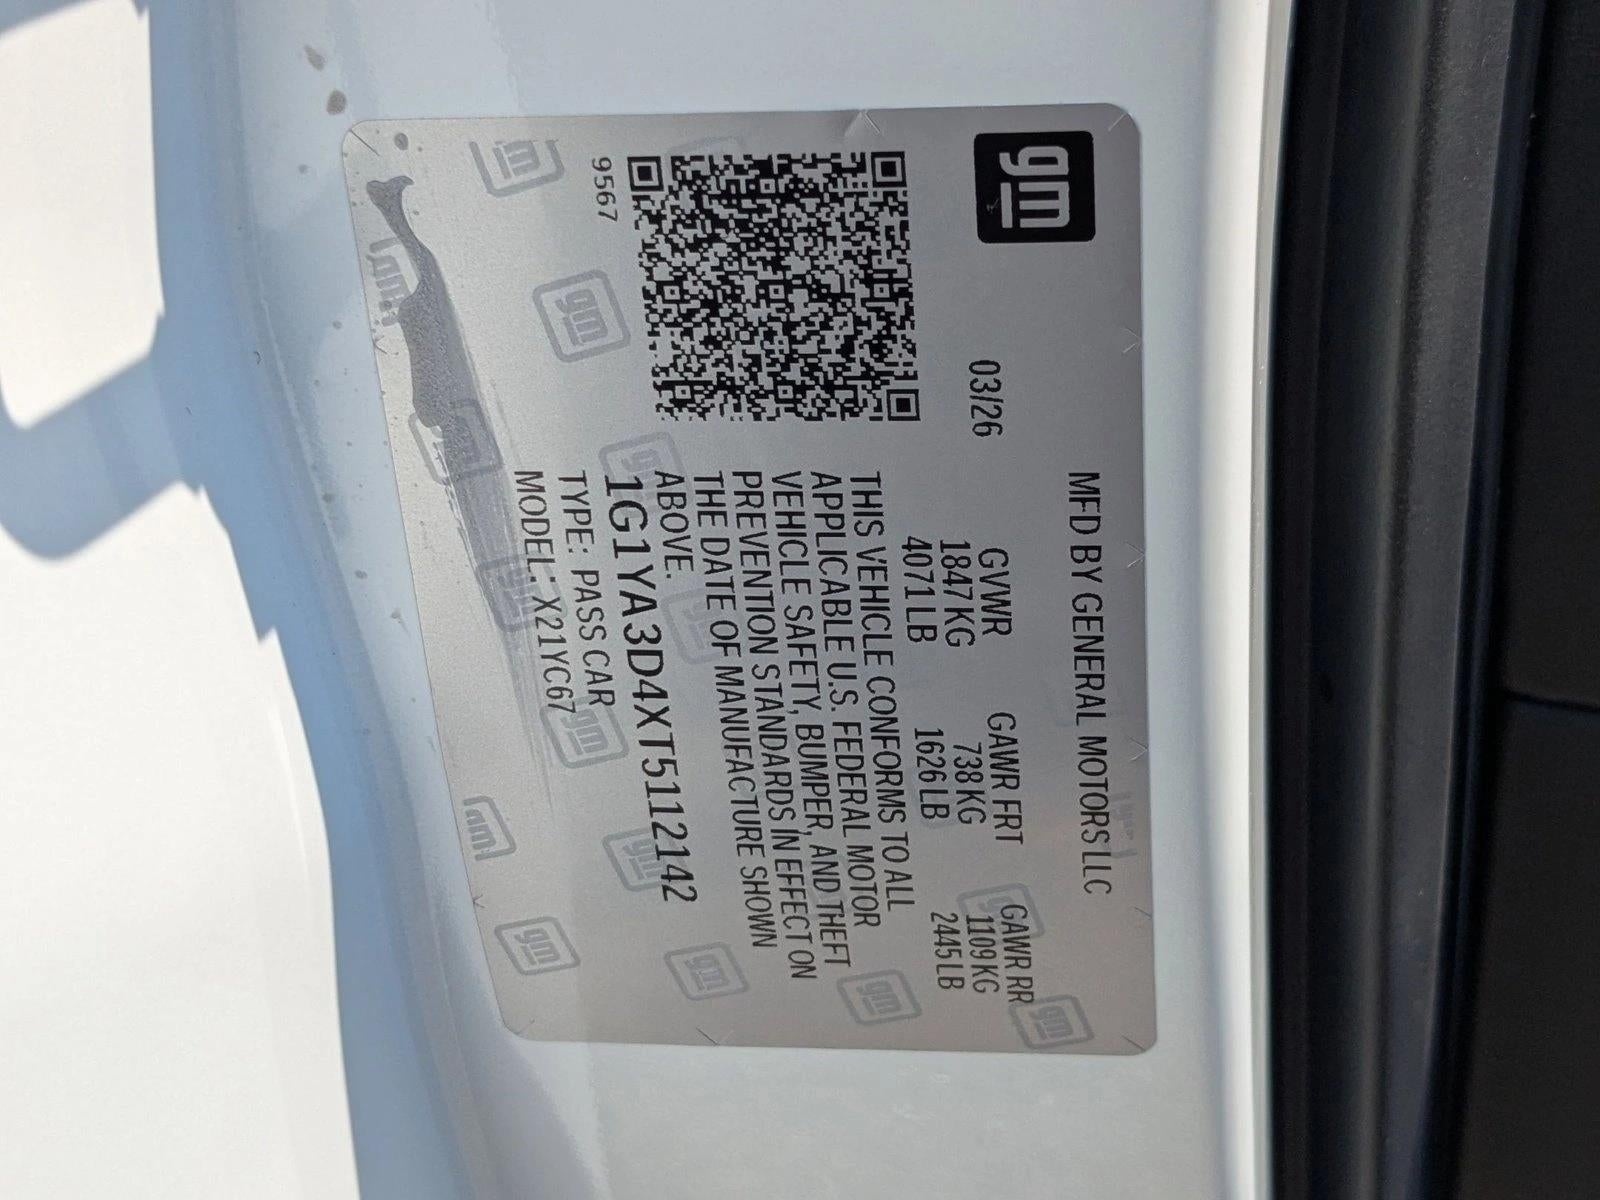 gm
MFD BY GENERAL MOTORS LLC
03/26
GVWR GAWR FRT GAWR RR
1847 KG 738 KG 1109 KG
4071 LB 1626 LB 2445 LB
THIS VEHICLE CONFORMS TO ALL
APPLICABLE U.S. FEDERAL MOTOR
VEHICLE SAFETY, BUMPER, AND THEFT
PREVENTION STANDARDS IN EFFECT ON
THE DATE OF MANUFACTURE SHOWN
ABOVE.
1G1YA3D4XT5112142
TYPE: PASS CAR
MODEL: X21YC67
9567